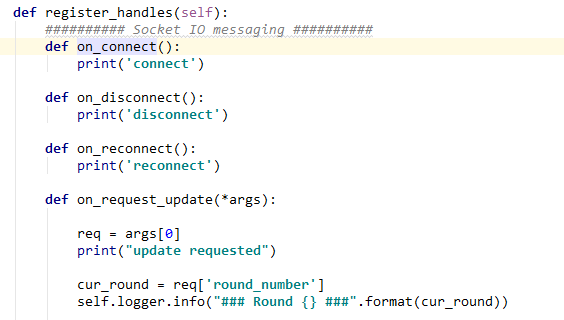 def register_handles(self):
########## Socket IO messaging ##########
def on_connect():
print('connect')
def on_disconnect():
print('disconnect')
def on_reconnect():
print('reconnect')
def on_request_update(*args):
req = args[0]
print("update requested")
cur_round = req['round_number']
self.logger.info("### Round {} ###".format(cur_round))